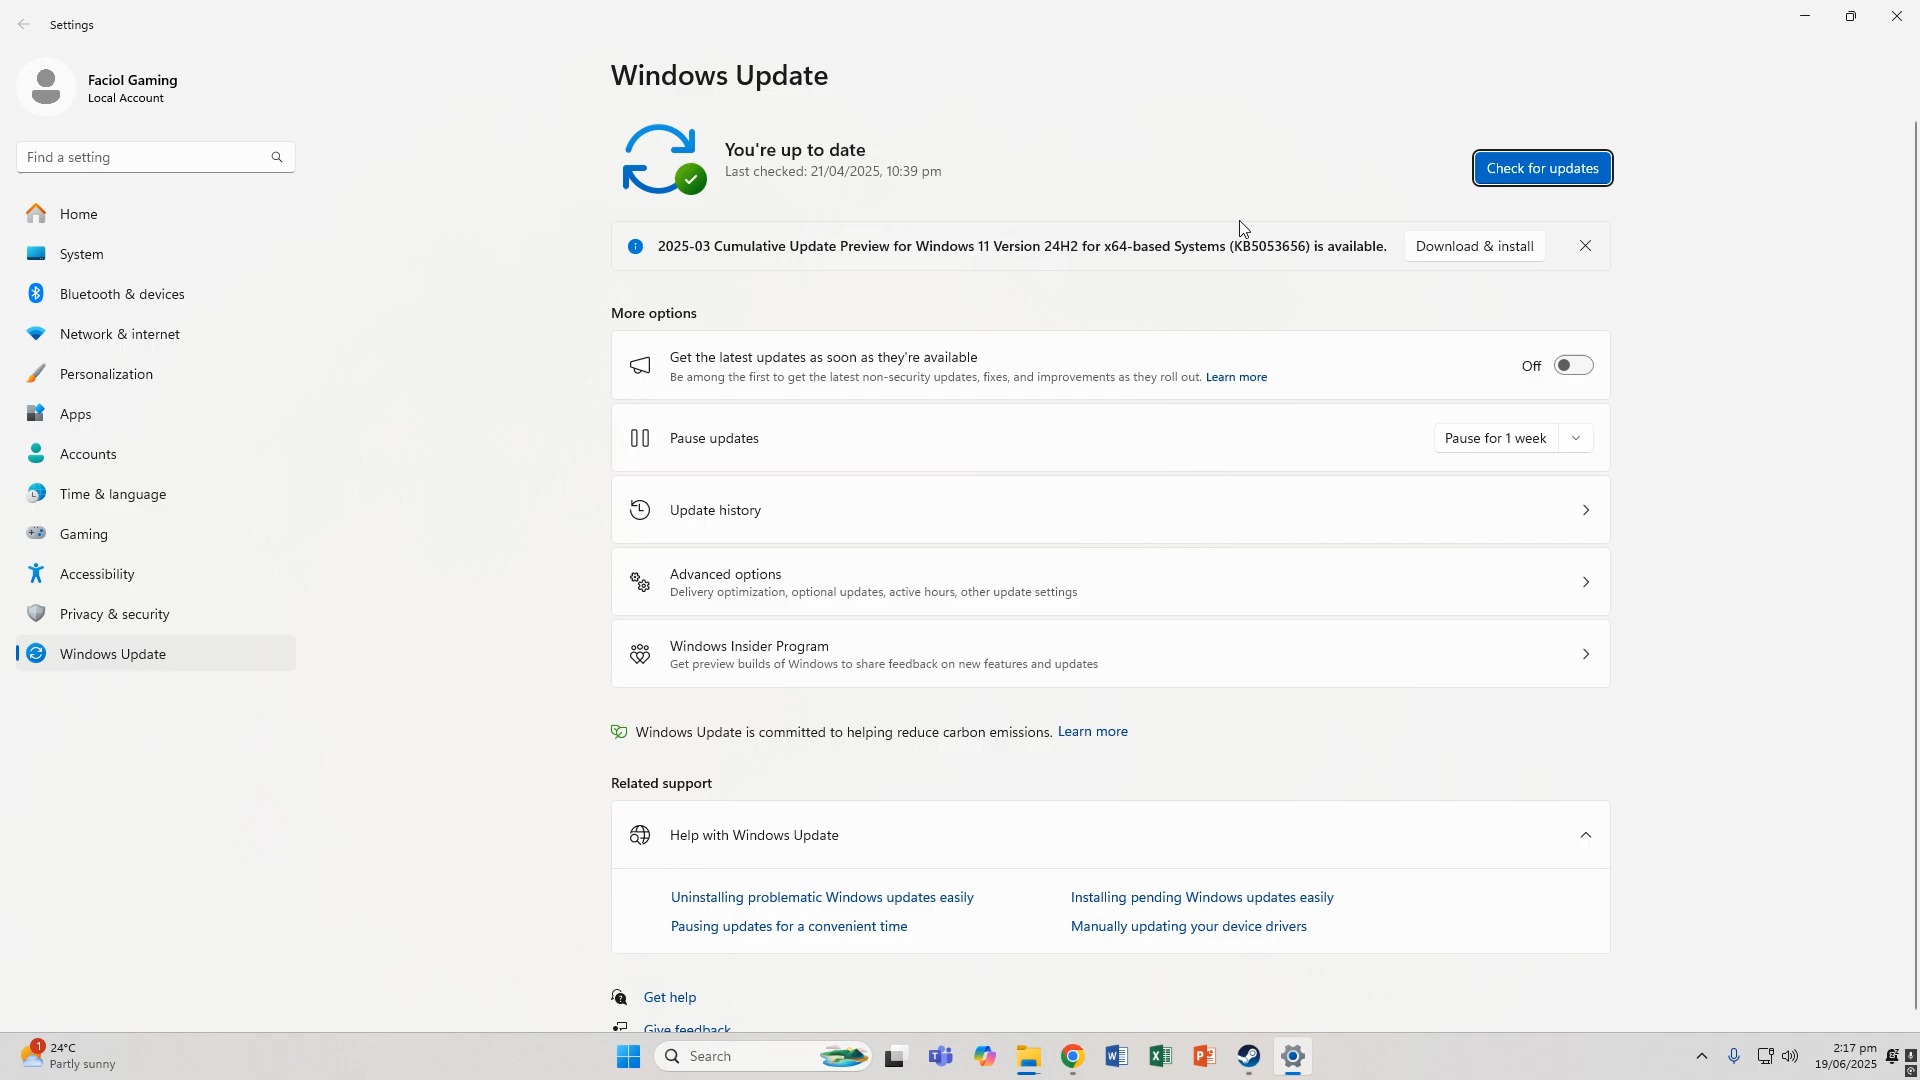 Settings
Faciol Gaming
Local Account
Find a setting
Home
System
Bluetooth & devices
Network & internet
Personalization
Apps
Accounts
Time & language
Gaming
Accessibility
Privacy & security
Windows Update
Windows Update
You're up to date
Last checked: 21/04/2025, 10:39 pm
Check for updates
2025-03 Cumulative Update Preview for Windows 11 Version 24H2 for x64-based Systems (KB5053656) is available.
Download & install
More options
Get the latest updates as soon as they're available
Be among the first to get the latest non-security updates, fixes, and improvements as they roll out. Learn more
Off
Pause updates
Pause for 1 week
Update history
Advanced options
Delivery optimization, optional updates, active hours, other update settings
Windows Insider Program
Get preview builds of Windows to share feedback on new features and updates
Windows Update is committed to helping reduce carbon emissions. Learn more
Related support
Help with Windows Update
Uninstalling problematic Windows updates easily
Installing pending Windows updates easily
Pausing updates for a convenient time
Manually updating your device drivers
Get help
Give feedback
1
24°C
Partly sunny
Search
2:17 pm
19/06/2025